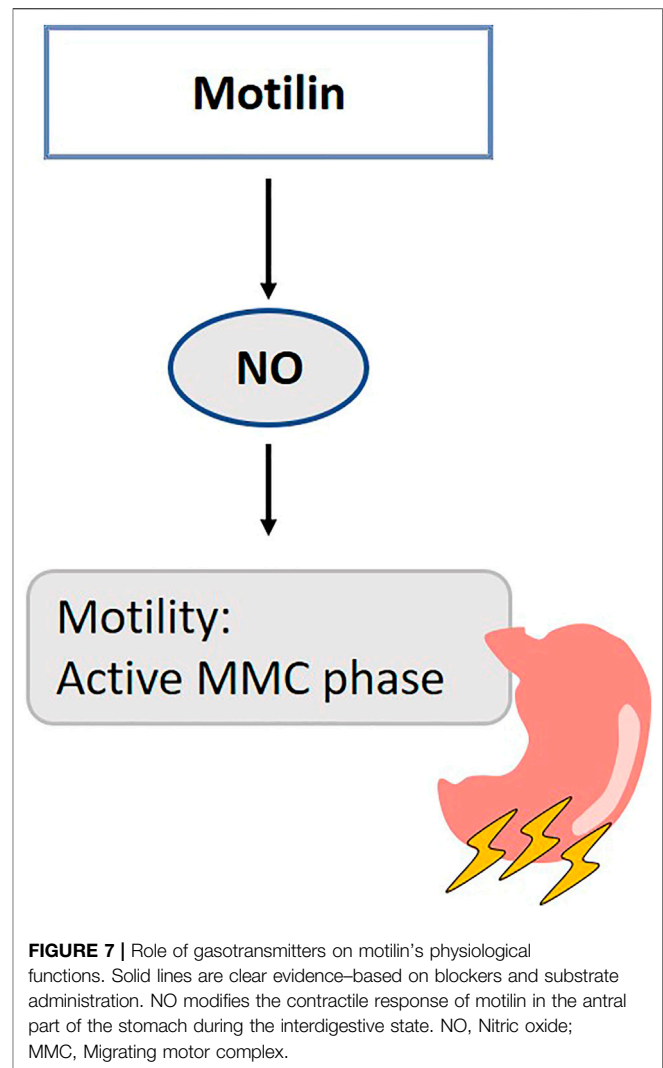 Motilin
NO
Motility:
Active MMC phase
FIGURE 7 | Role of gasotransmitters on motilin's physiological
functions. Solid lines are clear evidence–based on blockers and substrate
administration. NO modifies the contractile response of motilin in the antral
part of the stomach during the interdigestive state. NO, Nitric oxide;
MMC, Migrating motor complex.